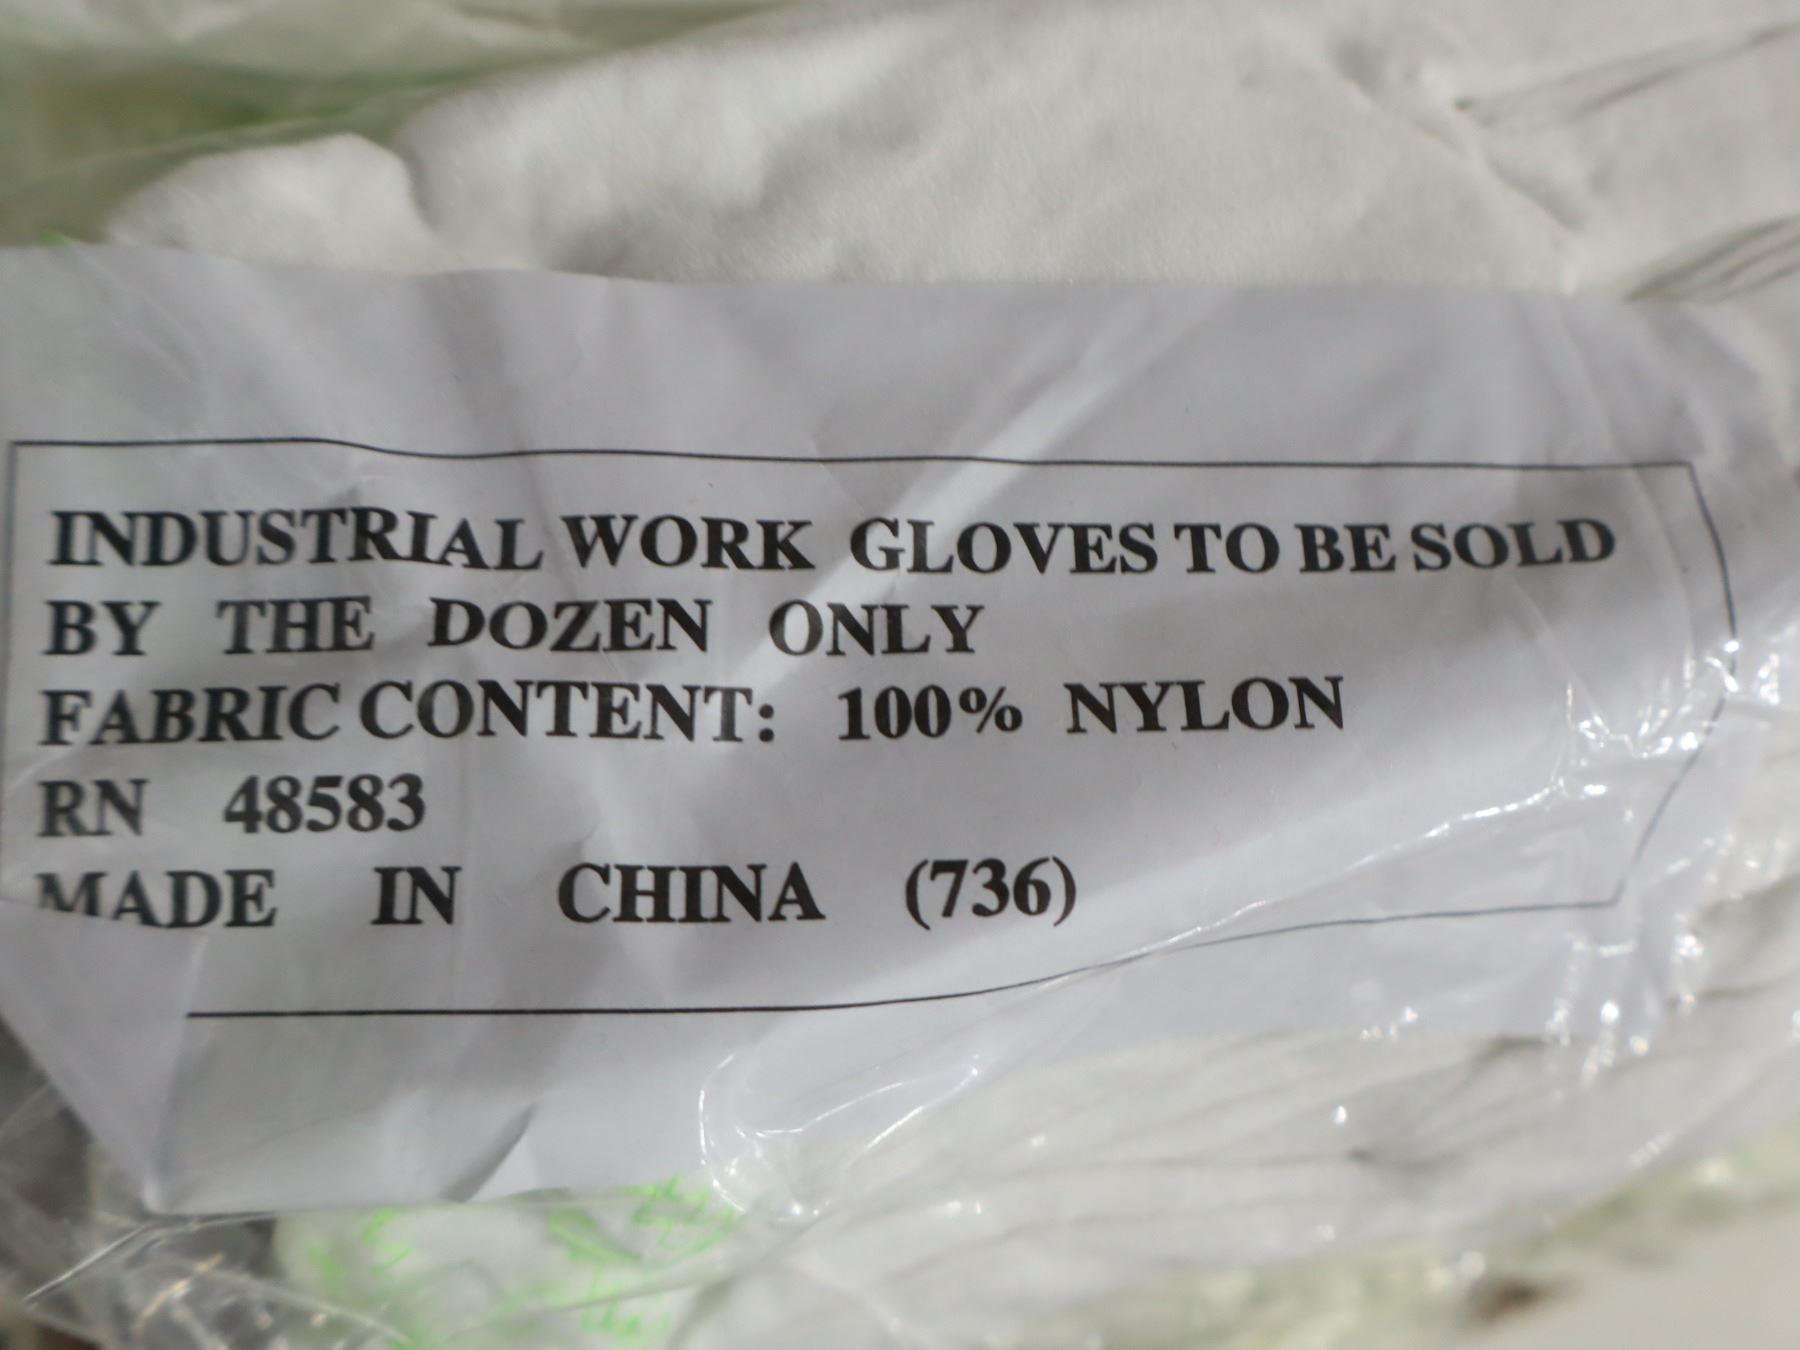 INDUSTRIAL WORK GLOVES TO BE SOLD
BY THE DOZEN ONLY
FABRIC CONTENT: 100% NYLON
RN 48583
MADE IN CHINA (736)